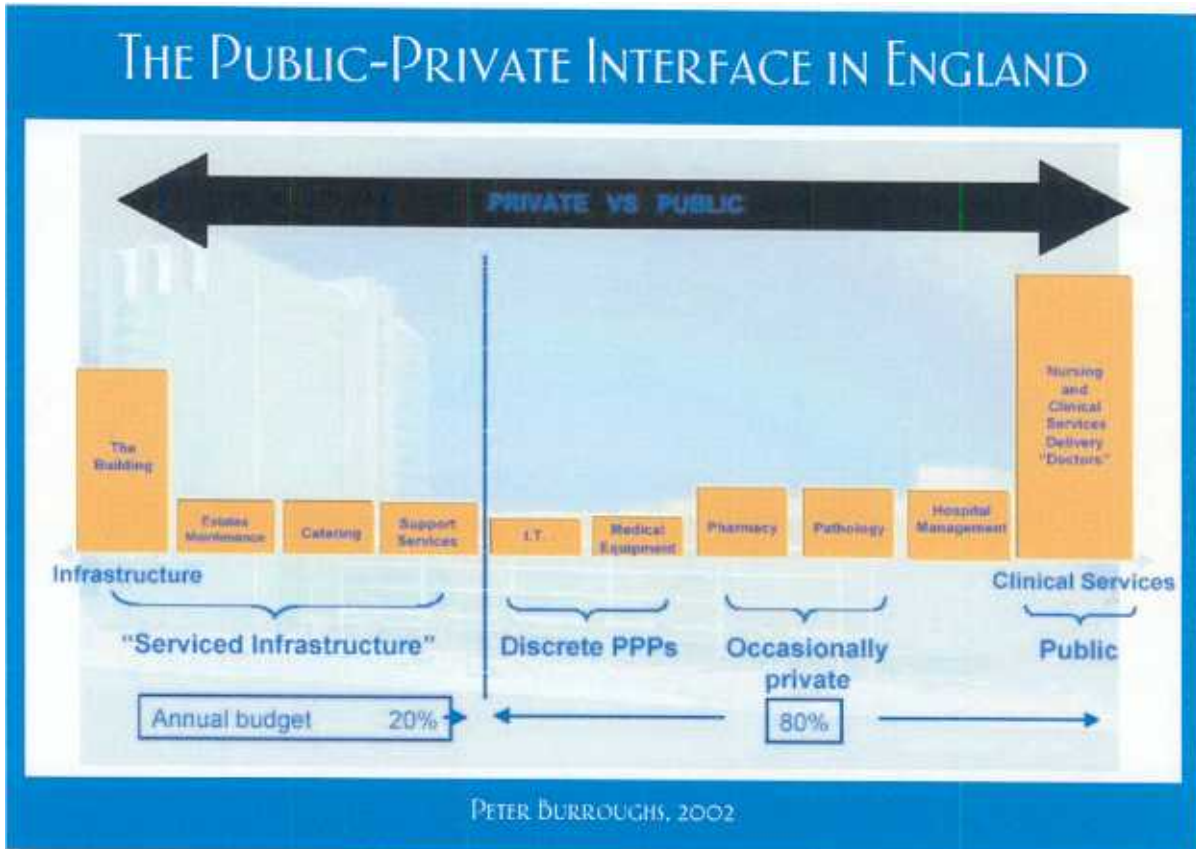 THE PUBLIC-PRIVATE INTERFACE IN ENGLAND
PRIVATE VS PUBLIC
The
Building
Estates
Maintnance
Catering
Support
Services
I.T.
Medical
Equipment
Pharmacy
Pathology
Hospital
Management
Nursing
and
Clinical
Services
Delivery
"Doctors"
Infrastructure
Clinical Services
"Serviced Infrastructure"
Discrete PPPs
Occasionally
private
Public
Annual budget 20%
80%
PETER BURROUGHS, 2002